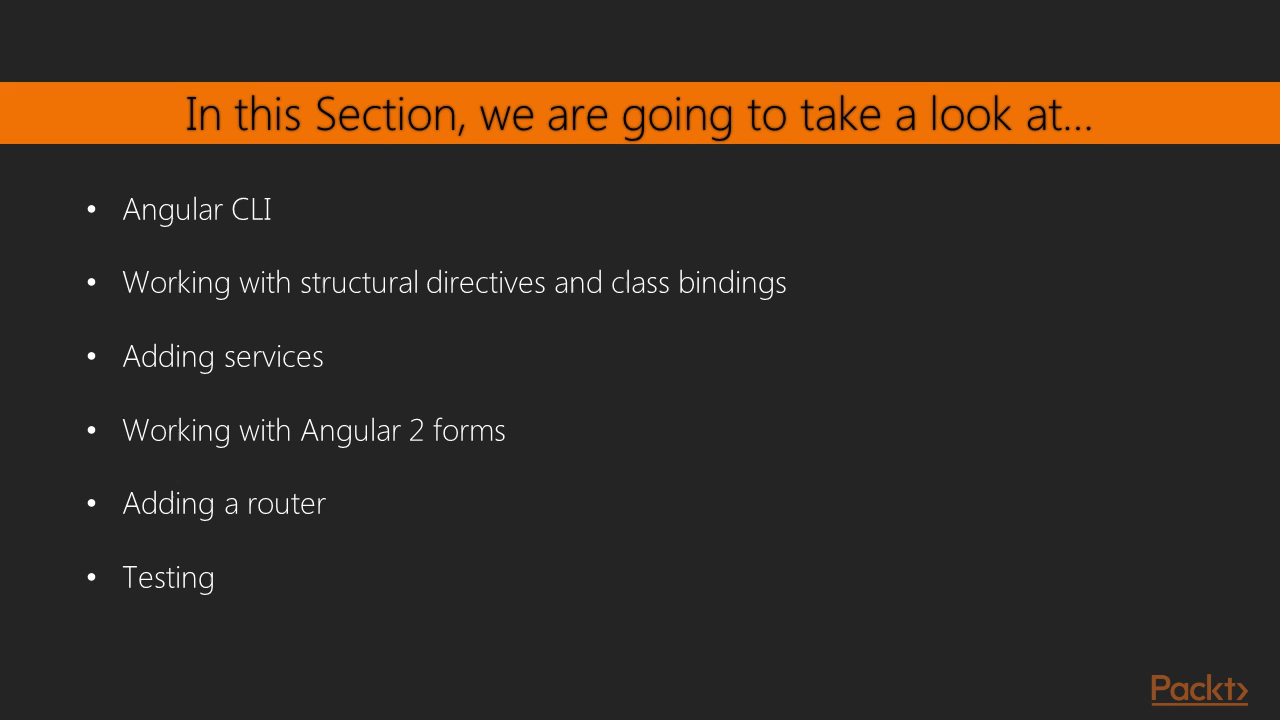 In this Section, we are going to take a look at...
• Angular CLI
• Working with structural directives and class bindings
• Adding services
• Working with Angular 2 forms
• Adding a router
• Testing
Packt>